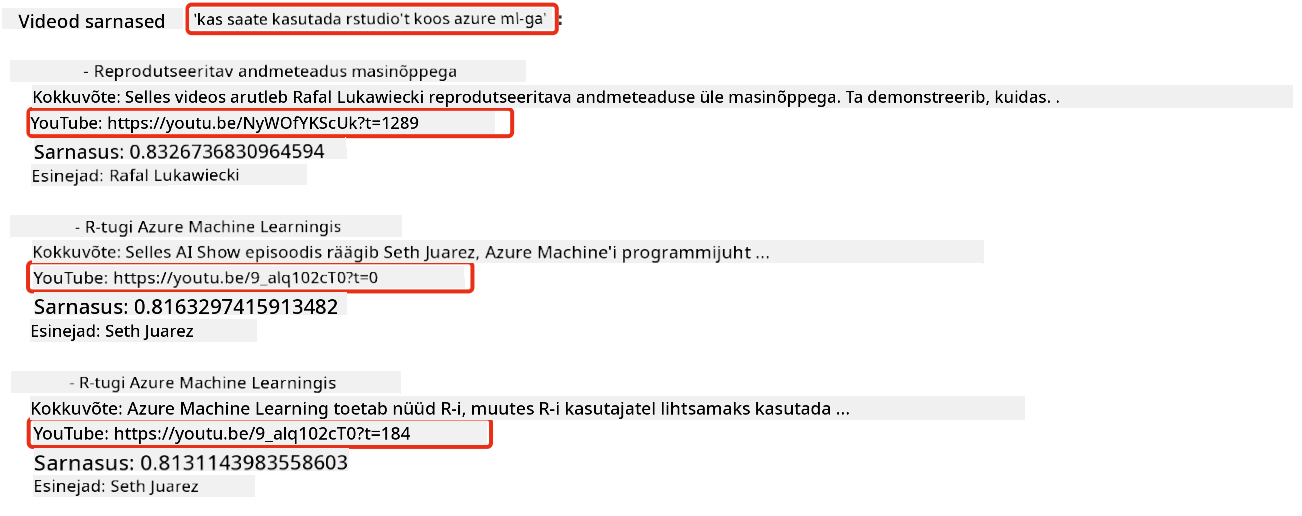 Videod sarnased 'kas saate kasutada rstudio't koos azure ml-ga' :
- Reprodutseeritav andmeteadus masinõppega
Kokkuvõte: Selles videos arutleb Rafal Lukawiecki reprodutseeritava andmeteaduse üle masinõppega. Ta demonstreerib, kuidas. .
YouTube: https://youtu.be/NyWOfYKScUk?t=1289
Sarnasus: 0.8326736830964594
Esinejad: Rafal Lukawiecki
- R-tugi Azure Machine Learningis
Kokkuvõte: Selles AI Show episoodis räägib Seth Juarez, Azure Machine'i programmijuht ...
YouTube: https://youtu.be/9_alq102cT0?t=0
Sarnasus: 0.8163297415913482
Esinejad: Seth Juarez
- R-tugi Azure Machine Learningis
Kokkuvõte: Azure Machine Learning toetab nüüd R-i, muutes R-i kasutajatel lihtsamaks kasutada ...
YouTube: https://youtu.be/9_alq102cT0?t=184
Sarnasus: 0.8131143983558603
Esinejad: Seth Juarez